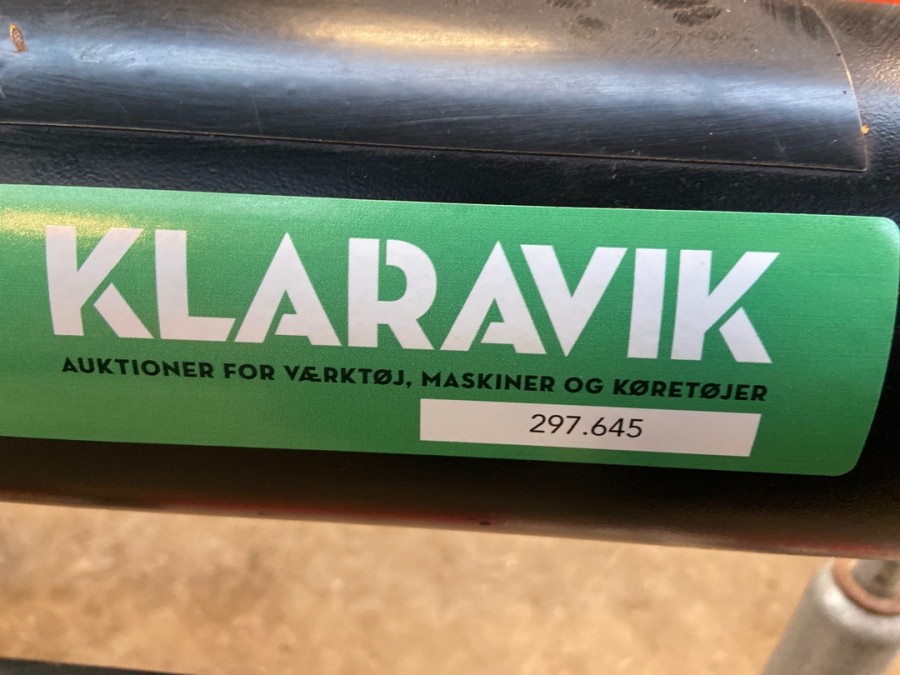 KLARAVIK
AUKTIONER FOR VÆRKTØJ, MASKINER OG KØRETØJER
297.645